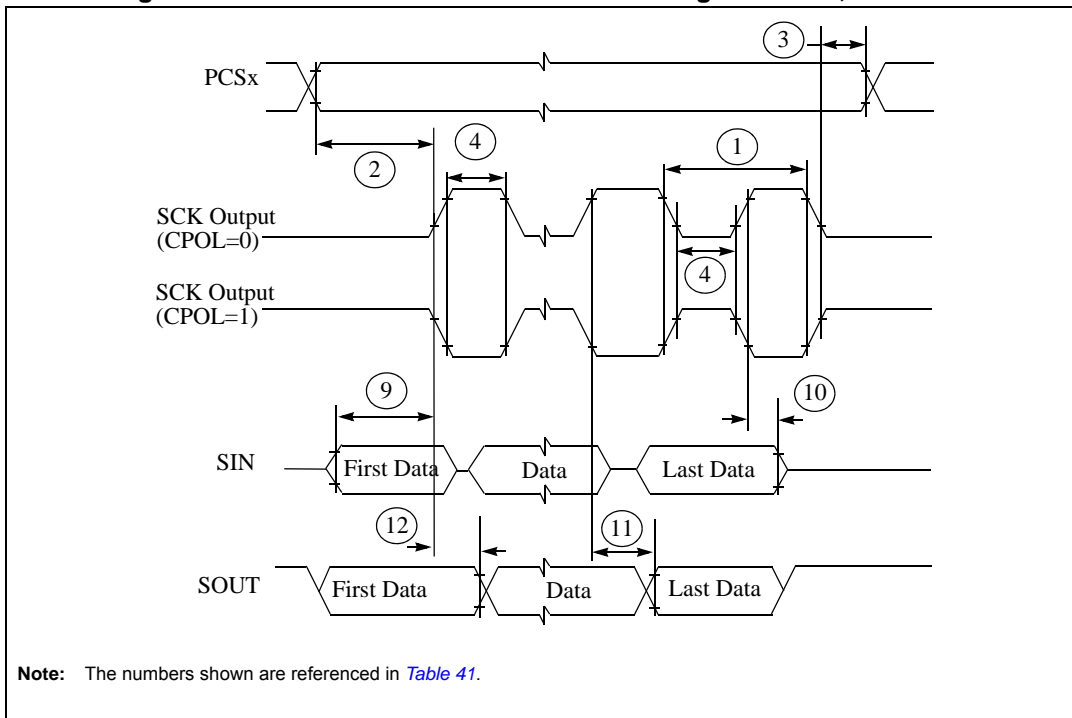 3
PCSx
2
4
1
SCK Output
(CPOL=0)
4
SCK Output
(CPOL=1)
9
10
SIN
First Data
Data
Last Data
12
11
SOUT
First Data
Data
Last Data
Note: The numbers shown are referenced in Table 41.